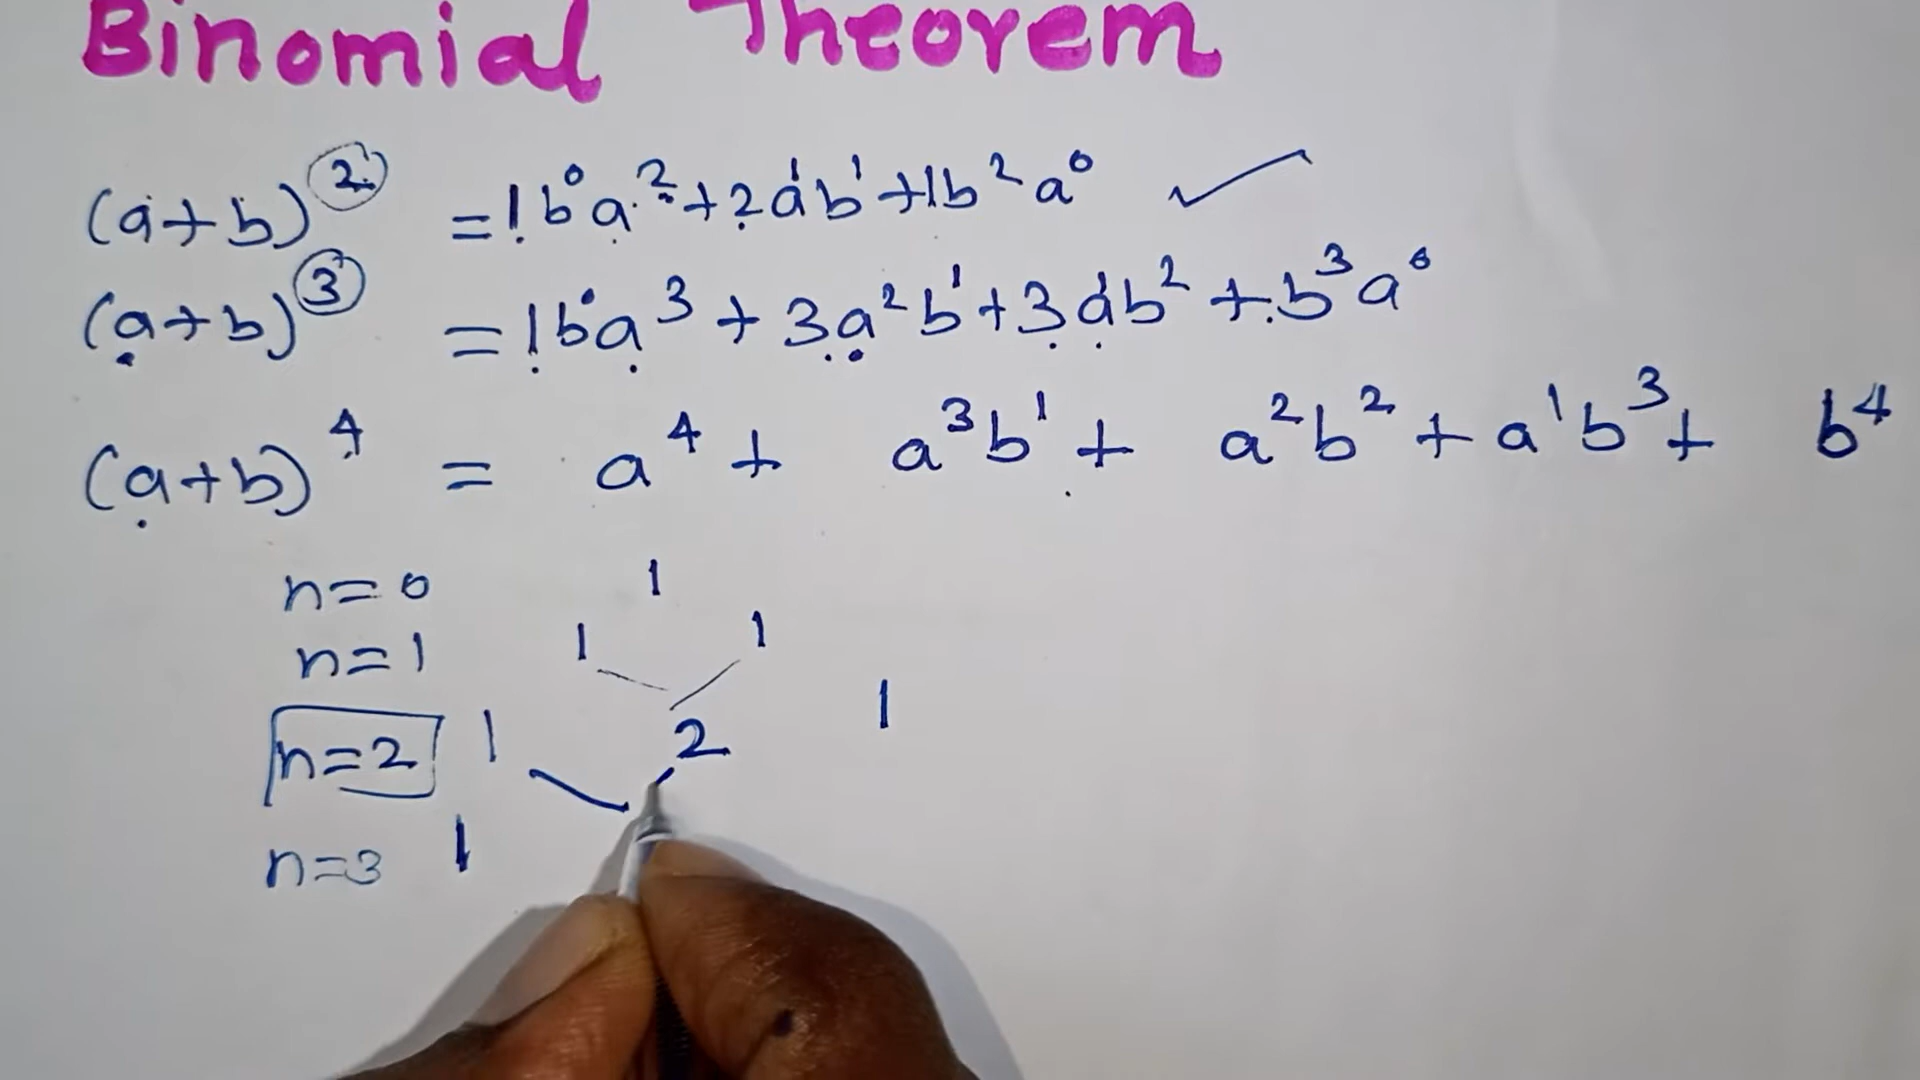 Binomial Theorem
(a+b)² = 1b⁰a² + 2a¹b¹ + 1b²a⁰ ✓
(a+b)³ = 1b⁰a³ + 3a²b¹ + 3a¹b² + b³a⁰
(a+b)⁴ = a⁴ + a³b¹ + a²b² + a¹b³ + b⁴
n=0 1
n=1 1 1
n=2 1 2 1
n=3 1